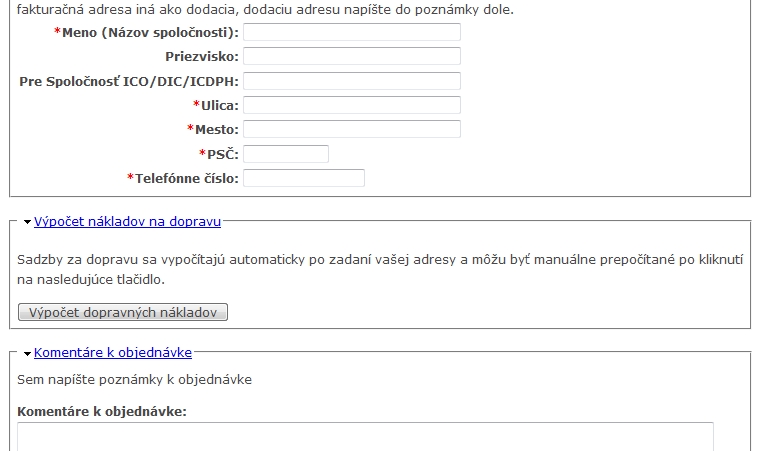 fakturačná adresa iná ako dodacia, dodaciu adresu napíšte do poznámky dole.
*Meno (Názov spoločnosti):
Priezvisko:
Pre Spoločnosť ICO/DIC/ICDPH:
*Ulica:
*Mesto:
*PSČ:
*Telefónne číslo:
Výpočet nákladov na dopravu
Sadzby za dopravu sa vypočítajú automaticky po zadaní vašej adresy a môžu byť manuálne prepočítané po kliknutí
na nasledujúce tlačidlo.
Výpočet dopravných nákladov
Komentáre k objednávke
Sem napíšte poznámky k objednávke
Komentáre k objednávke: